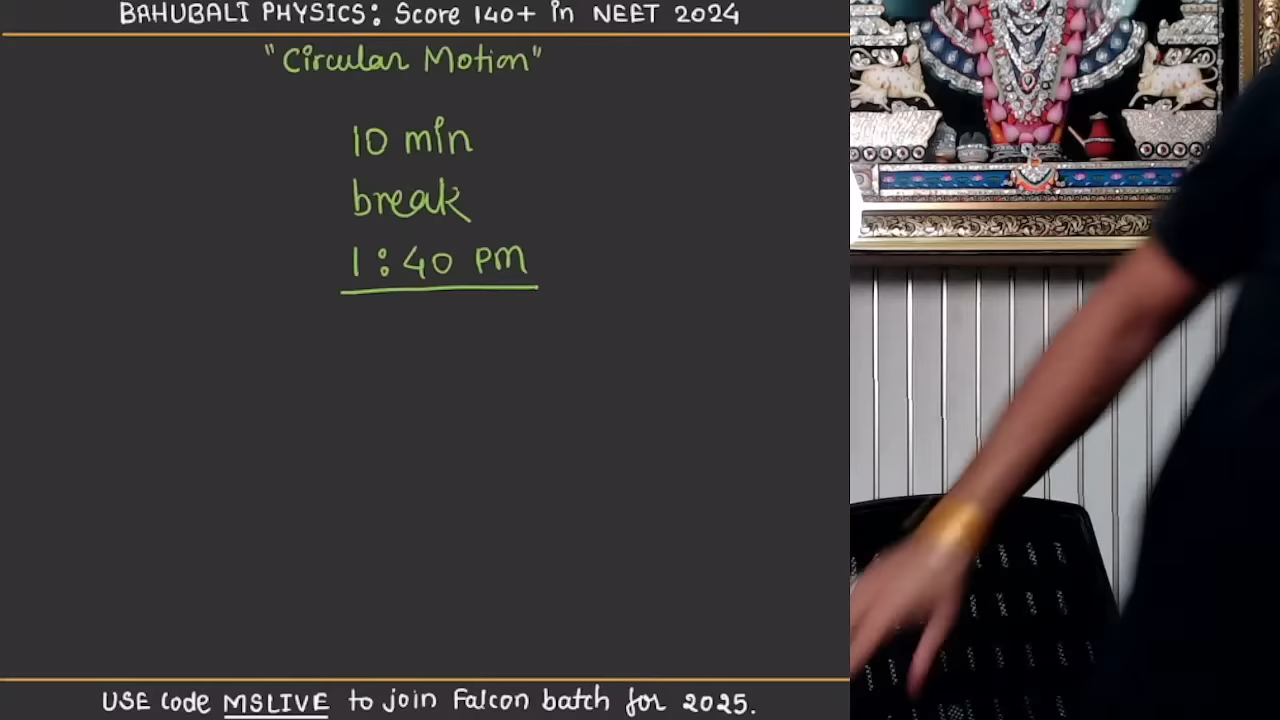 BAHUBALI PHYSICS: Score 140+ in NEET 2024
"Circular Motion"
10 min
break
1:40 PM
USE Code MSLIVE to join Falcon batch for 2025.